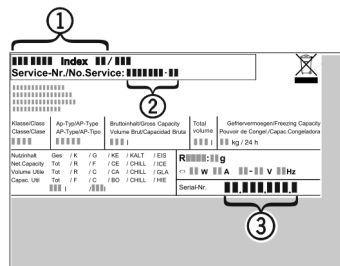 1
Index /
Service-Nr./No.Service: -
2
Klasse/Class Ap-Typ/AP-Type Bruttoinhalt/Gross Capacity Total Gefriervermoegen/Freezing Capacity
Classe/Clase AP-Typ/AP-Tipo Volume Brut/Capacidad Bruta volume Pouvoir de Congel./Capac.Congeladora
l l kg / 24 h
Nutzinhalt Ges / K / G / KE / KALT / EIS
Net Capacity Tot / R / F / CE / CHILL / ICE
Volume Utile Tot / R / C / CA / CHILL / GLA
Capac. Util Tot / F / C / BO / CHILL / HIE
l / l
R : g
W A - V Hz
Serial-Nr. , , ,
3